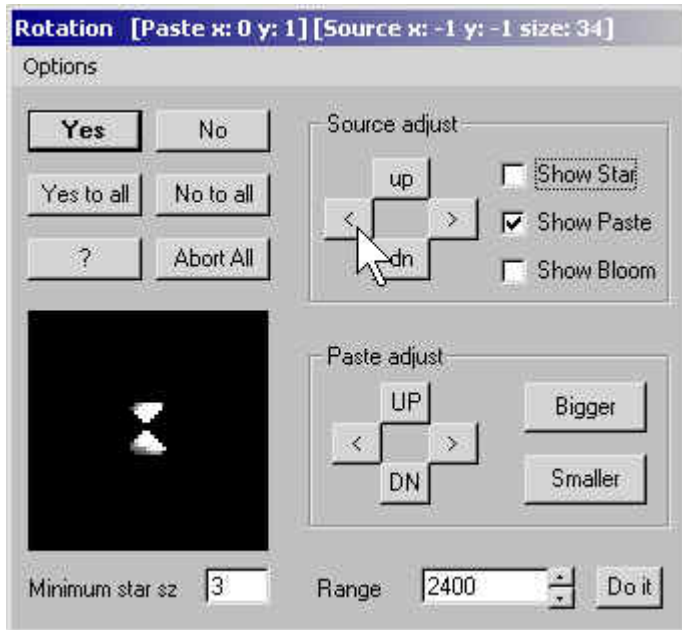 Rotation [Paste x: 0 y: 1] [Source x: -1 y: -1 size: 34]
Options
Yes
No
Yes to all
No to all
?
Abort All
Source adjust
up
<
>
dn
Show Star
Show Paste
Show Bloom
Paste adjust
UP
<
>
DN
Bigger
Smaller
Minimum star sz 3
Range 2400
Do it